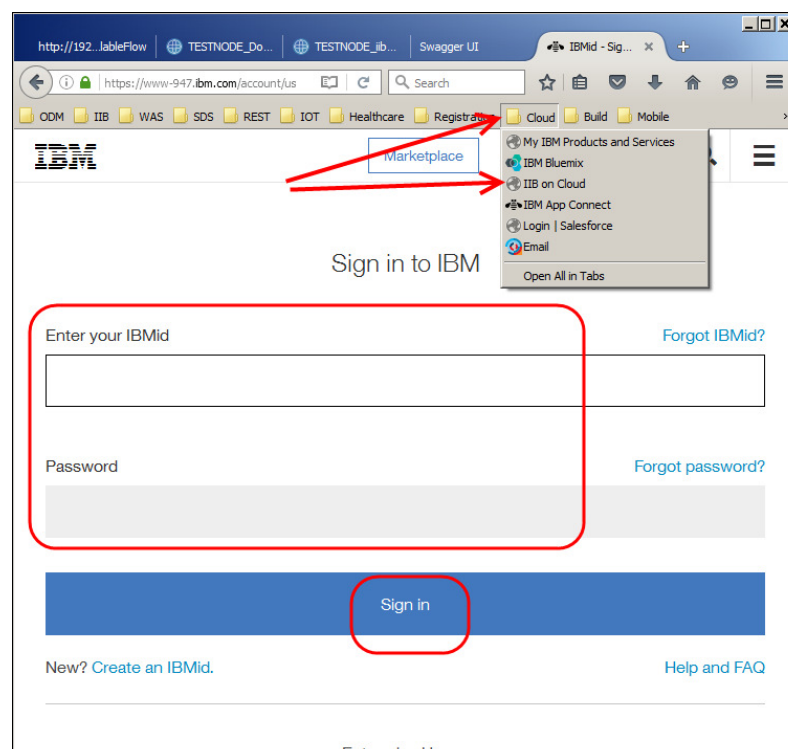 http://192...lableFlow TESTNODE_Do... TESTNODE_iib... Swagger UI IBMid - Sig...
https://www-947.ibm.com/account/us Search
ODM IIB WAS SDS REST IOT Healthcare Registration Cloud Build Mobile
IBM Marketplace
My IBM Products and Services
IBM Bluemix
IIB on Cloud
IBM App Connect
Login | Salesforce
Email
Open All in Tabs
Sign in to IBM
Enter your IBMid Forgot IBMid?
Password Forgot password?
Sign in
New? Create an IBMid. Help and FAQ